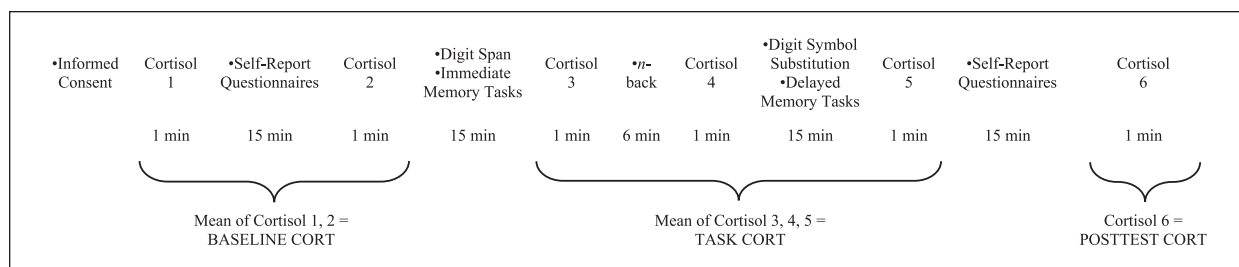 •Informed Consent
Cortisol 1
•Self-Report Questionnaires
Cortisol 2
•Digit Span
•Immediate Memory Tasks
Cortisol 3
•n-back
Cortisol 4
•Digit Symbol Substitution
•Delayed Memory Tasks
Cortisol 5
•Self-Report Questionnaires
Cortisol 6
1 min
15 min
1 min
15 min
1 min
6 min
1 min
15 min
1 min
15 min
1 min
Mean of Cortisol 1, 2 =
BASELINE CORT
Mean of Cortisol 3, 4, 5 =
TASK CORT
Cortisol 6 =
POSTTEST CORT